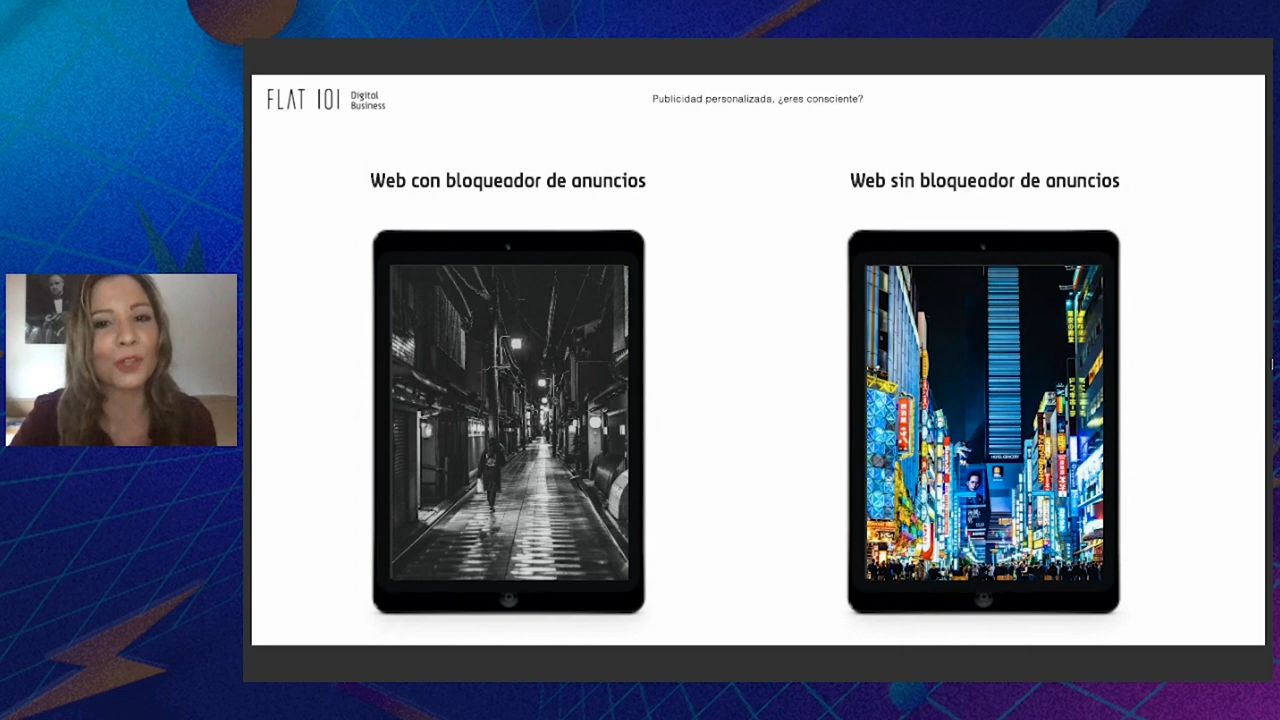 FLAT 101
Digital
Business
Publicidad personalizada, ¿eres consciente?
Web con bloqueador de anuncios
Web sin bloqueador de anuncios